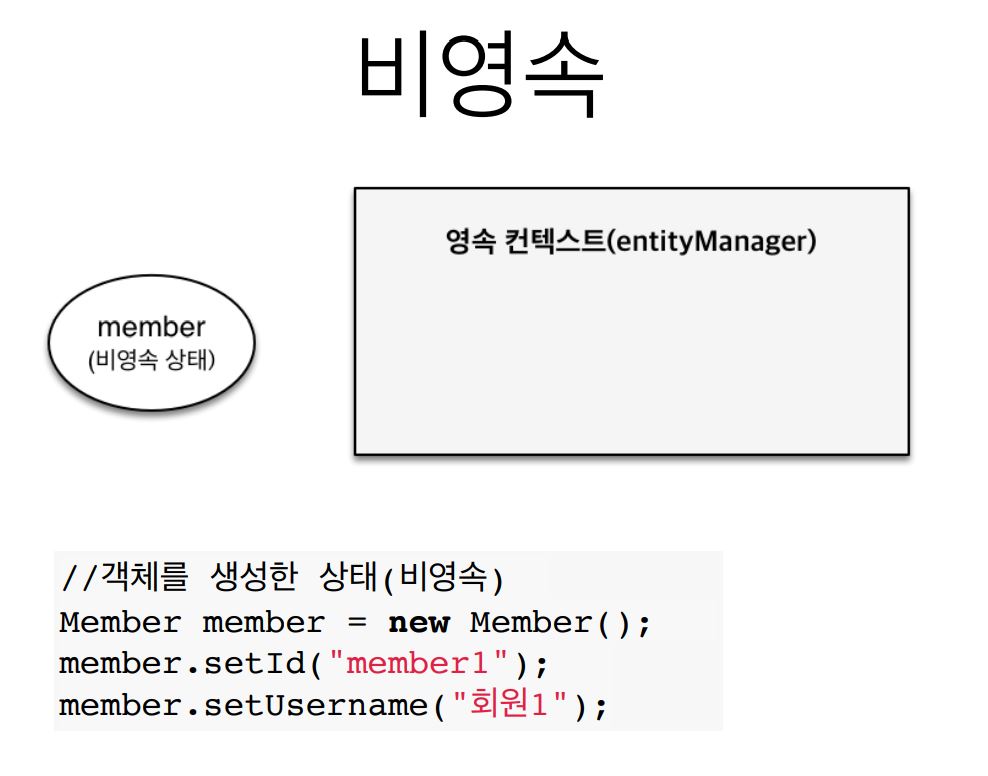 비영속
영속 컨텍스트(entityManager)
member
(비영속 상태)
//객체를 생성한 상태(비영속)
Member member = new Member();
member.setId("member1");
member.setUsername("회원1");